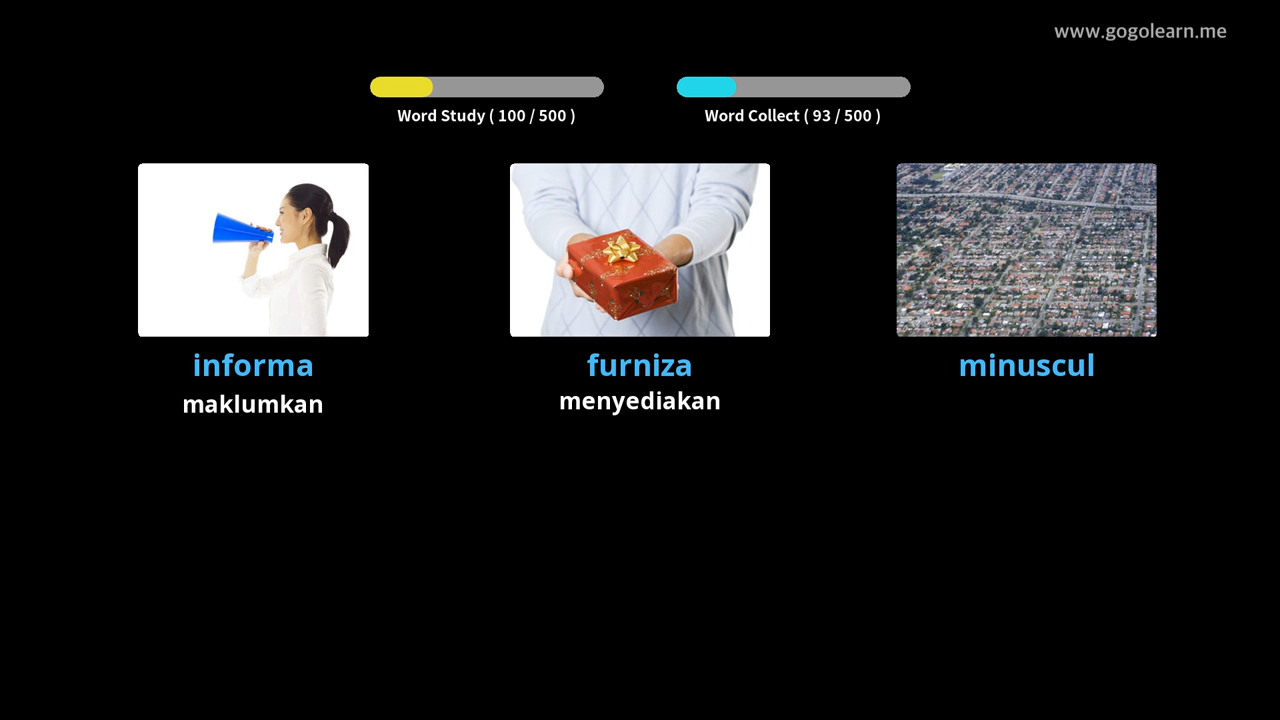 www.gogolearn.me
Word Study ( 100 / 500 )
Word Collect ( 93 / 500 )
informa
maklumkan
furniza
menyediakan
minuscul